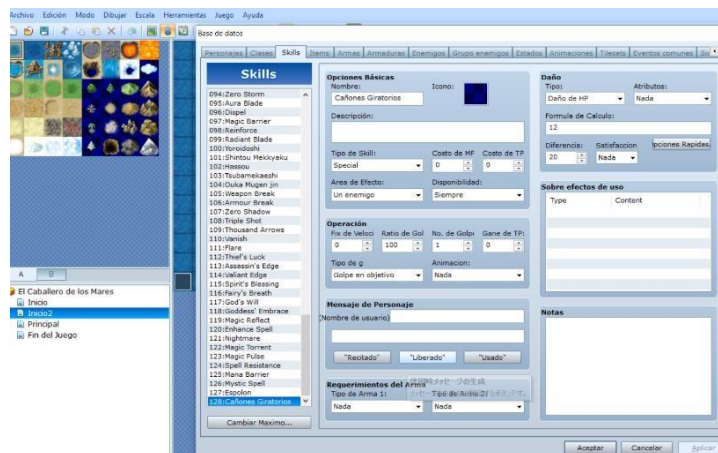 Archivo Edición Modo Dibujar Escala Herramientas Juego Ayuda
Base de datos
Personajes Clases Skills Items Armas Armaduras Enemigos Grupo enemigos Estados Animaciones Tilesets Eventos comunes
Skills
094:Zero Storm
095:Aura Blade
096:Dispel
097:Magic Barrier
098:Reinforce
099:Radiant Blade
100:Yoroidoshi
101:Shintou Mekkyaku
102:Hassou
103:Tsubamekaeshi
104:Ouka Mugen jin
105:Weapon Break
106:Armour Break
107:Zero Shadow
108:Triple Shot
109:Thousand Arrows
110:Vanish
111:Flare
112:Thief's Luck
113:Assassin's Edge
114:Valiant Edge
115:Spirit's Blessing
116:Fairy's Breath
117:God's Will
118:Goddess' Embrace
119:Magic Reflect
120:Enhance Spell
121:Nightmare
122:Magic Torrent
123:Magic Pulse
124:Spell Resistance
125:Mana Barrier
126:Mystic Spell
127:Espolon
128:Cañones Giratorios
Cambiar Maximo...
Opciones Básicas
Nombre: Icono:
Cañones Giratorios
Descripción:
Tipo de Skill: Costo de MP Costo de TP
Special 0 0
Area de Efecto: Disponibilidad:
Un enemigo Siempre
Operación
Fix de Veloci Ratio de Gol No. de Golp Gane de TP:
0 100 1 0
Tipo de g Animacion:
Golpe en objetivo Nada
Mensaje de Personaje
(Nombre de usuario)
"Recitado" "Liberado" "Usado"
使用時メッセージの生成
Requerimientos del Arma
Tipo de Arma 1: Tipo de Arma 2(
Nada Nada
Daño
Tipo: Atributos:
Daño de HP Nada
Formula de Calculo:
12
Diferencia: Satisfaccion
20 Nada pciones Rapidas.
Sobre efectos de uso
Type Content
Notas
Aceptar Cancelar Aplicar
A B
El Caballero de los Mares
Inicio
Inicio2
Principal
Fin del Juego